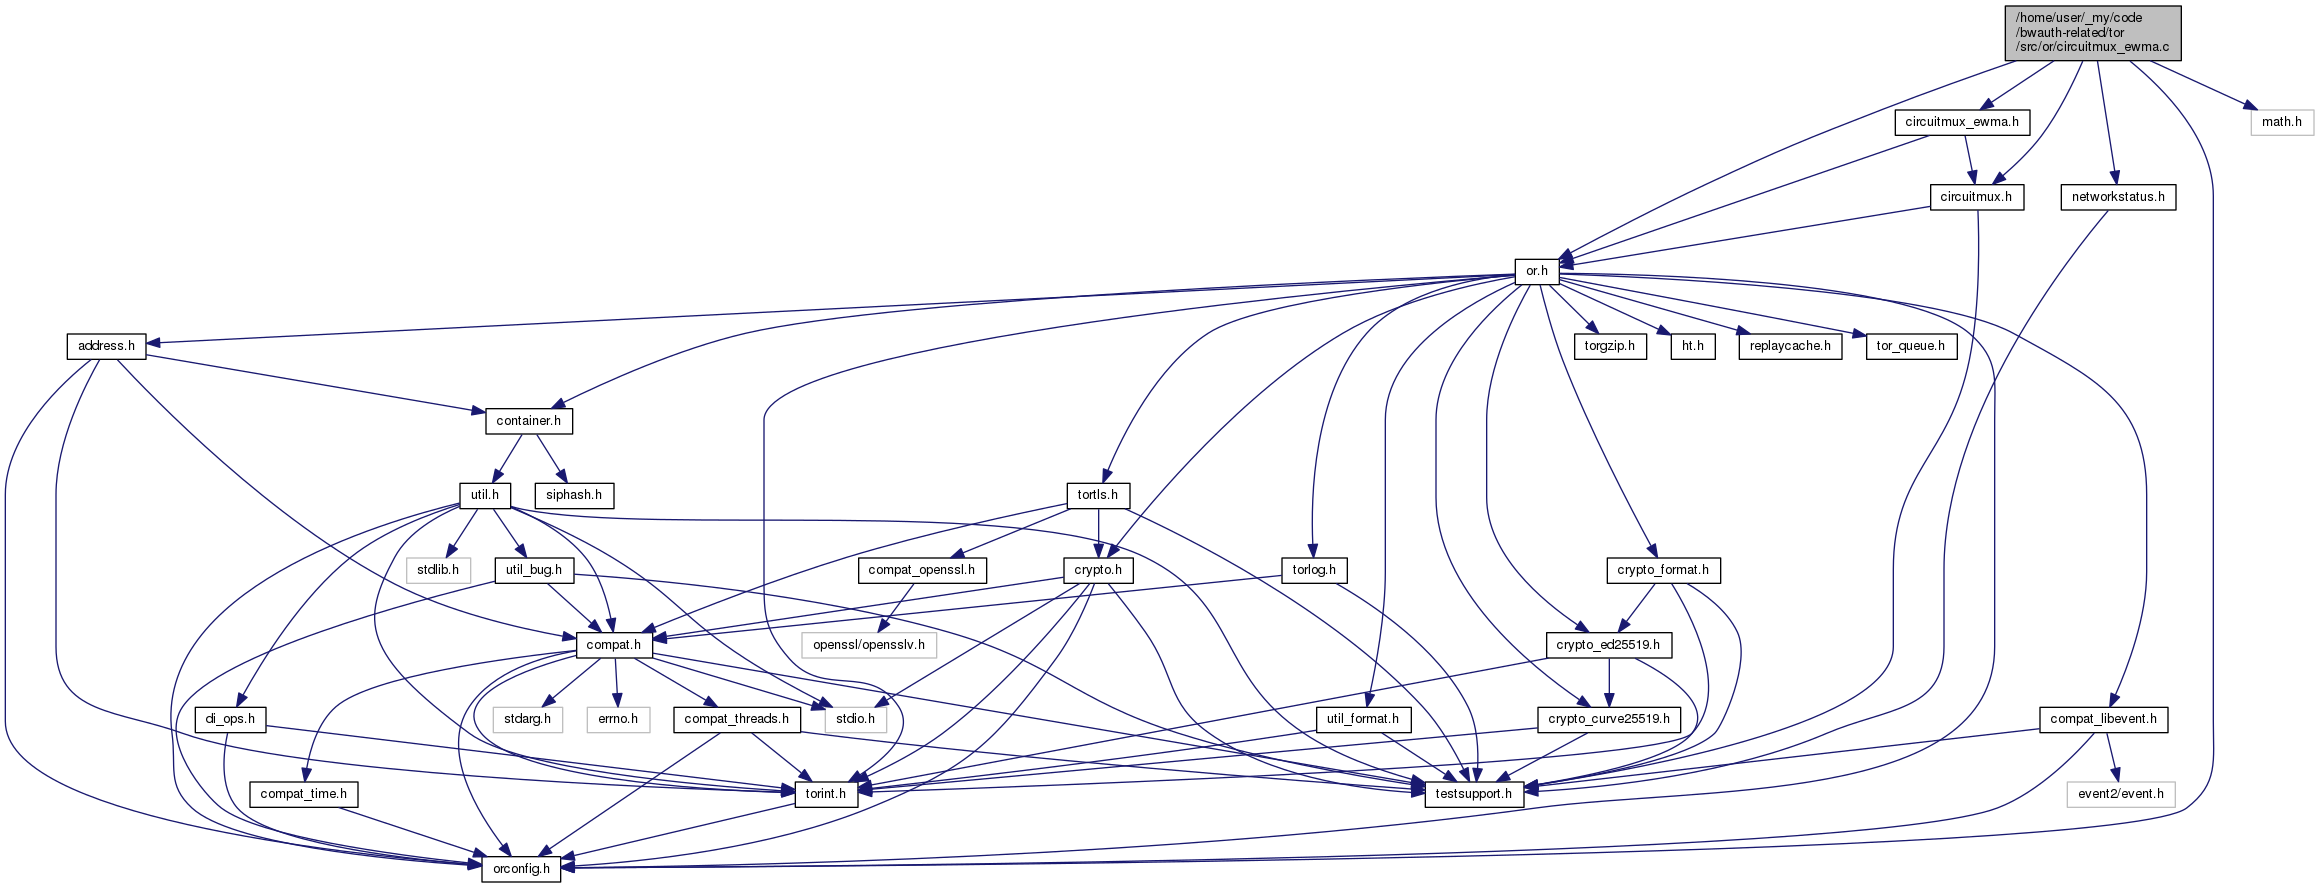 /home/user/_my/code
/bwauth-related/tor
/src/or/circuitmux_ewma.c
circuitmux_ewma.h
math.h
circuitmux.h
networkstatus.h
or.h
address.h
torgzip.h
ht.h
replaycache.h
tor_queue.h
container.h
util.h
siphash.h
tortls.h
stdlib.h
util_bug.h
compat_openssl.h
crypto.h
torlog.h
crypto_format.h
compat.h
openssl/opensslv.h
crypto_ed25519.h
di_ops.h
stdarg.h
errno.h
compat_threads.h
stdio.h
util_format.h
crypto_curve25519.h
compat_libevent.h
compat_time.h
torint.h
testsupport.h
event2/event.h
orconfig.h